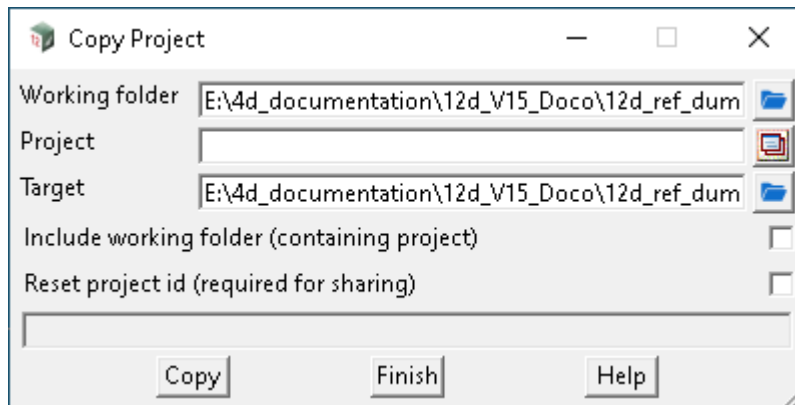 Copy Project
Working folder E:\4d_documentation\12d_V15_Doco\12d_ref_dum
Project
Target E:\4d_documentation\12d_V15_Doco\12d_ref_dum
Include working folder (containing project)
Reset project id (required for sharing)
Copy Finish Help